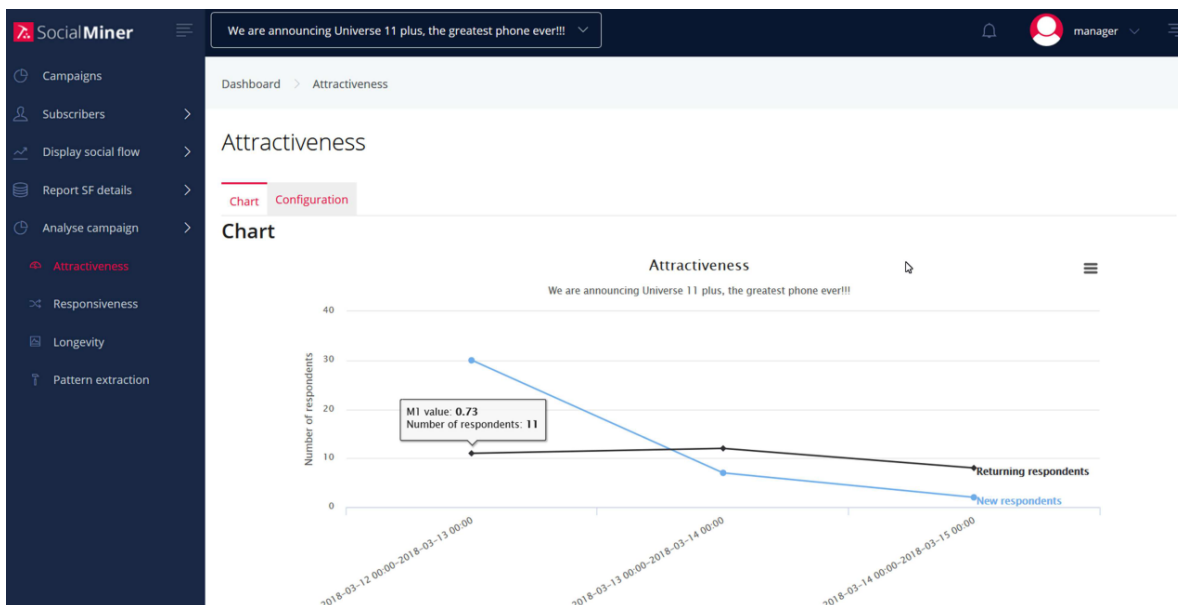 SocialMiner
We are announcing Universe 11 plus, the greatest phone ever!!!
manager
Campaigns
Subscribers
Display social flow
Report SF details
Analyse campaign
Attractiveness
Responsiveness
Longevity
Pattern extraction
Dashboard > Attractiveness
Attractiveness
Chart Configuration
Chart
Attractiveness
We are announcing Universe 11 plus, the greatest phone ever!!!
Number of respondents
40
30
20
10
0
M1 value: 0.73
Number of respondents: 11
Returning respondents
New respondents
2018-03-12 00:00-2018-03-13 00:00
2018-03-13 00:00-2018-03-14 00:00
2018-03-14 00:00-2018-03-15 00:00